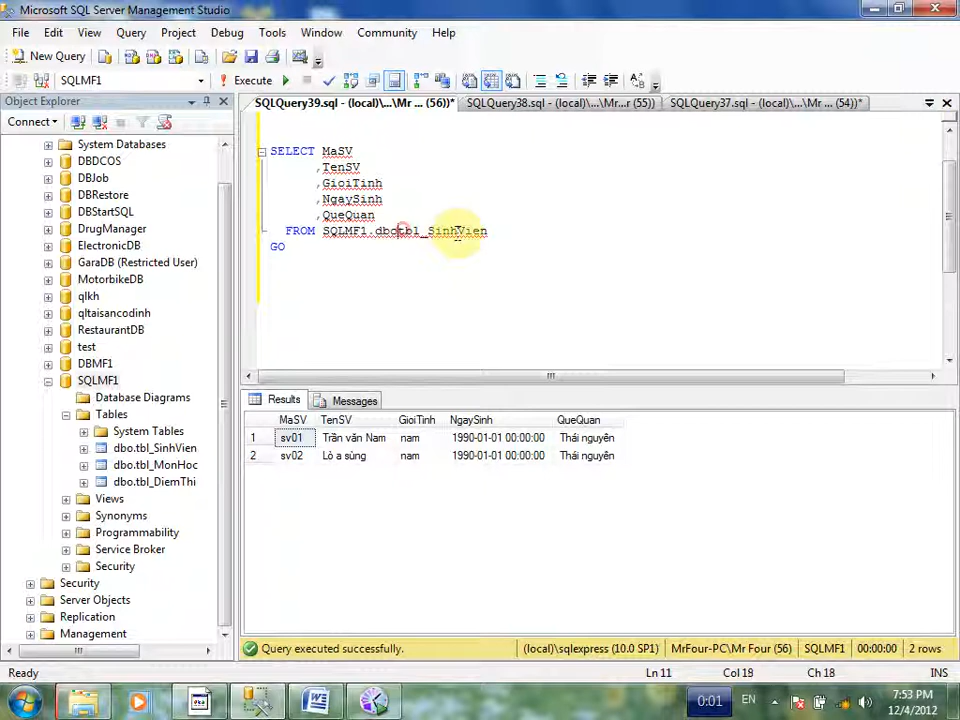 Microsoft SQL Server Management Studio
File Edit View Query Project Debug Tools Window Community Help
New Query
SQLMF1 Execute
Object Explorer
SQLQuery39.sql - (local)\...\Mr ... (56))* SQLQuery38.sql - (local)\...\Mr...r (55)) SQLQuery37.sql - (local)\...\Mr ... (54))*
Connect
System Databases
DBDCOS
DBJob
DBRestore
DBStartSQL
DrugManager
ElectronicDB
GaraDB (Restricted User)
MotorbikeDB
qlkh
qltaisancodinh
RestaurantDB
test
DBMF1
SQLMF1
Database Diagrams
Tables
System Tables
dbo.tbl_SinhVien
dbo.tbl_MonHoc
dbo.tbl_DiemThi
Views
Synonyms
Programmability
Service Broker
Security
Security
Server Objects
Replication
Management
SELECT MaSV
,TenSV
,GioiTinh
,NgaySinh
,QueQuan
FROM SQLMF1.dbotbl_SinhVien
GO
Results Messages
MaSV TenSV GioiTinh NgaySinh QueQuan
1 sv01 Trần văn Nam nam 1990-01-01 00:00:00 Thái nguyên
2 sv02 Lò a sùng nam 1990-01-01 00:00:00 Thái nguyên
Query executed successfully. (local)\sqlexpress (10.0 SP1) MrFour-PC\Mr Four (56) SQLMF1 00:00:00 2 rows
Ready Ln 11 Col 18 Ch 18 INS
0:01 EN 7:53 PM
12/4/2012